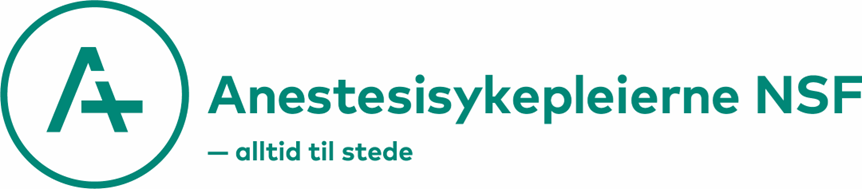 A
Anestesisykepleierne NSF
– alltid til stede